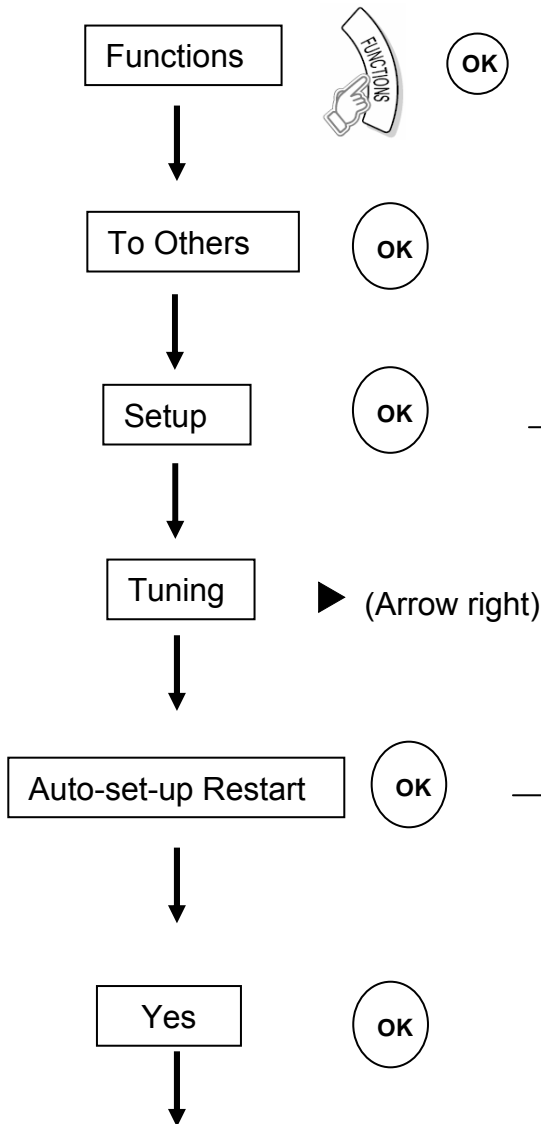 Functions
FUNCTIONS
OK
To Others
OK
Setup
OK
Tuning
(Arrow right)
Auto-set-up Restart
OK
Yes
OK